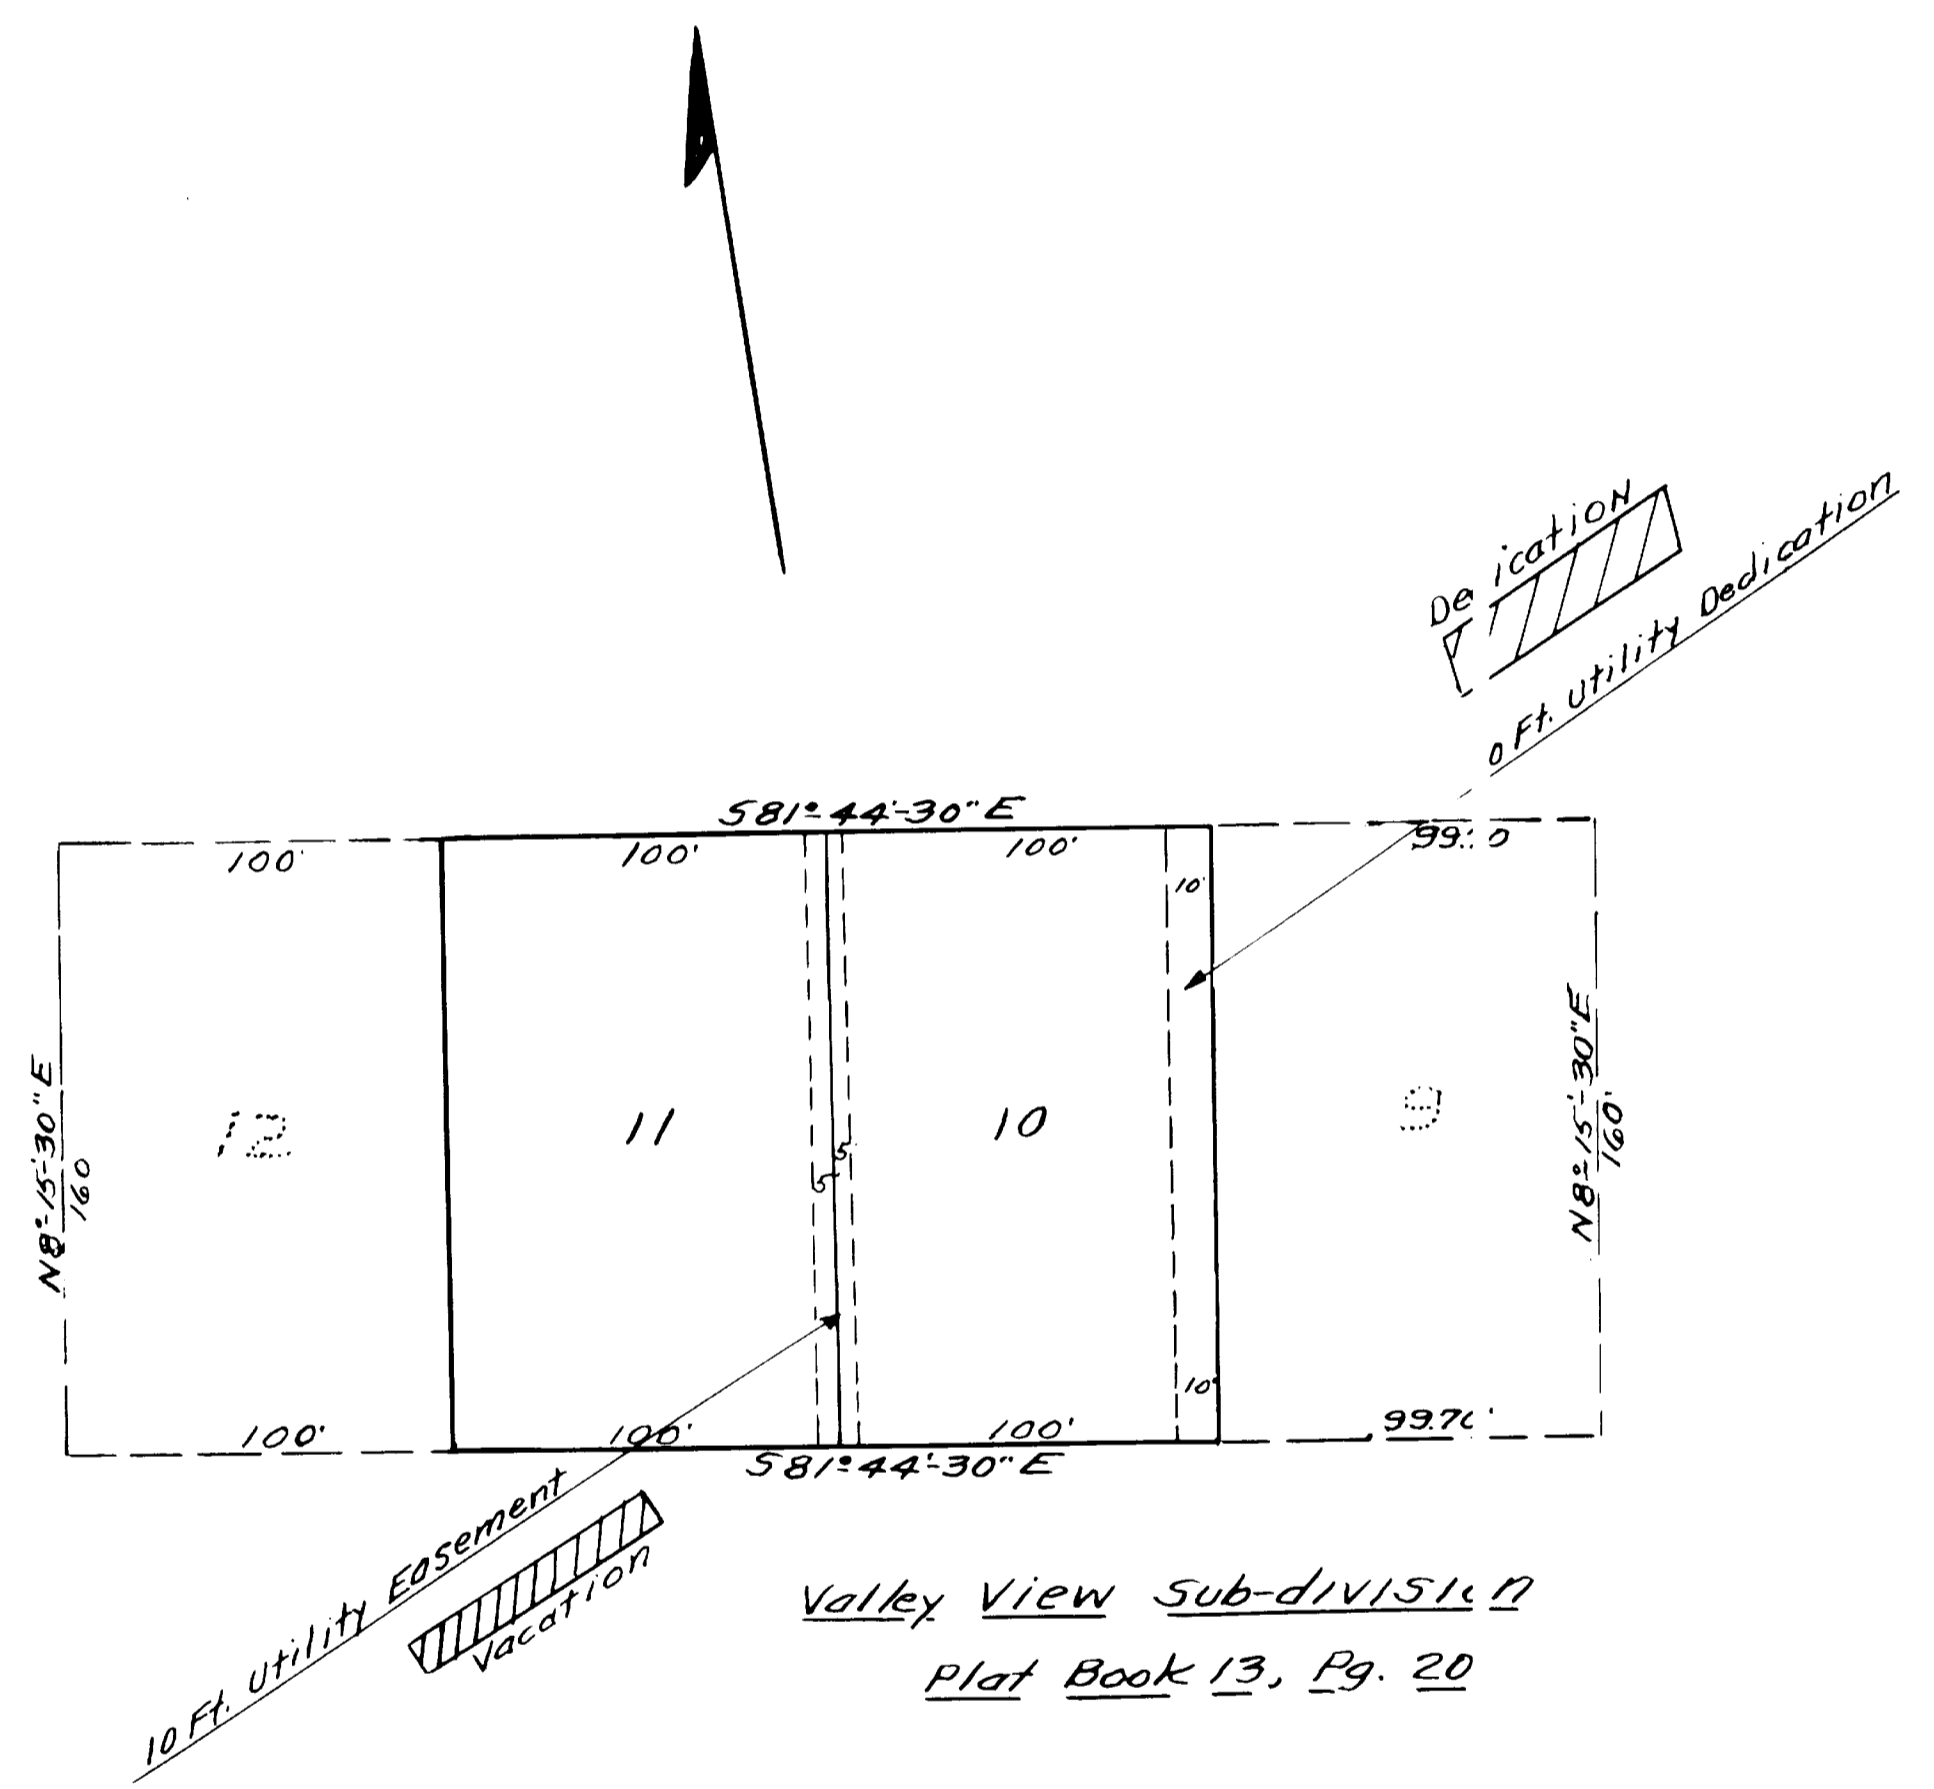 Dedication
0 Ft. Utility Dedication
S81°-44'-30" E
100'
100'
100'
10'
N8°-15'-30" E
160
12
11
10
9
5
5
N8°-15'-30" E
160'
10'
100'
100'
100'
99.70'
S81°-44'-30" E
10 Ft. Utility Easement
Vacation
Valley View Sub-division
Plat Book 13, Pg. 20